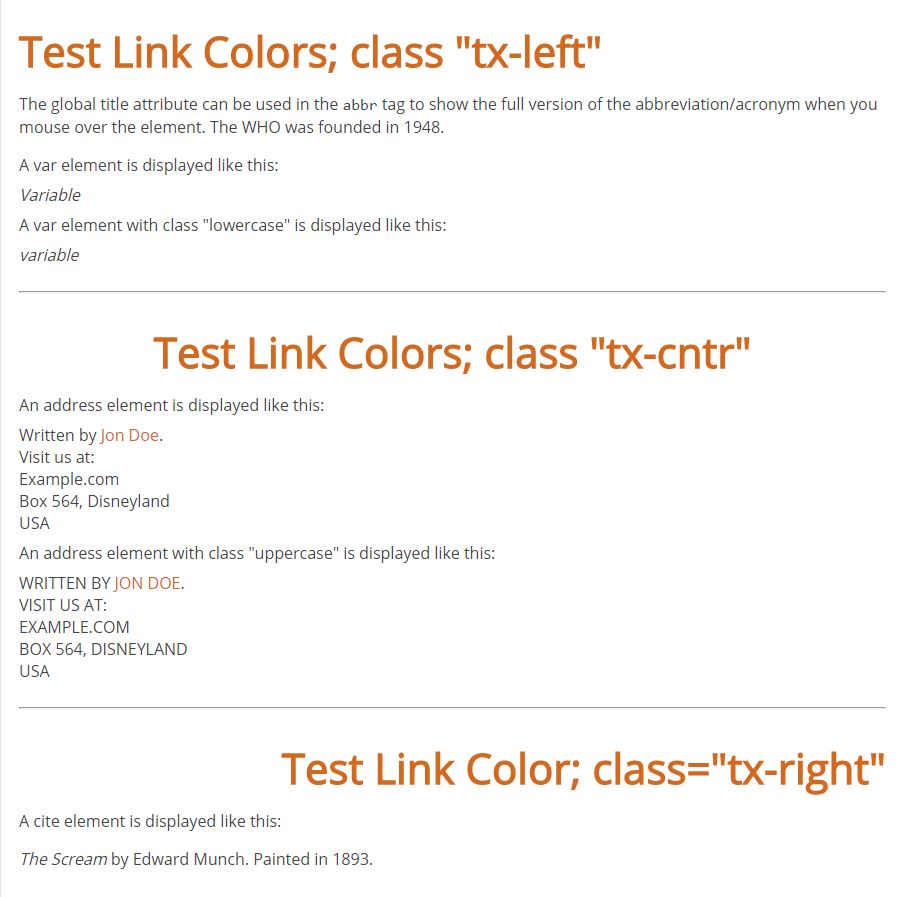 Test Link Colors; class "tx-left"
The global title attribute can be used in the abbr tag to show the full version of the abbreviation/acronym when you
mouse over the element. The WHO was founded in 1948.
A var element is displayed like this:
Variable
A var element with class "lowercase" is displayed like this:
variable
Test Link Colors; class "tx-cntr"
An address element is displayed like this:
Written by Jon Doe.
Visit us at:
Example.com
Box 564, Disneyland
USA
An address element with class "uppercase" is displayed like this:
WRITTEN BY JON DOE.
VISIT US AT:
EXAMPLE.COM
BOX 564, DISNEYLAND
USA
Test Link Color; class="tx-right"
A cite element is displayed like this:
The Scream by Edward Munch. Painted in 1893.